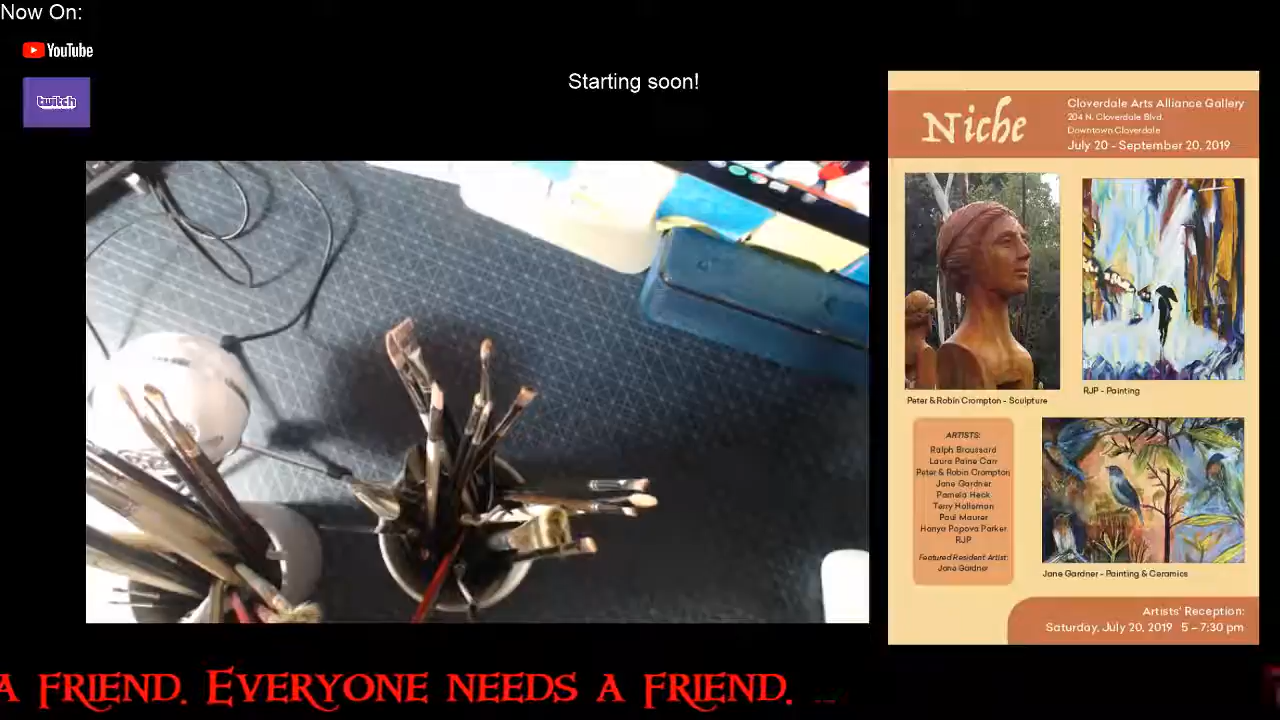 Now On:
YouTube
twitch
Starting soon!
Niche
Cloverdale Arts Alliance Gallery
204 N. Cloverdale Blvd.
Downtown Cloverdale
July 20 - September 20, 2019
Peter & Robin Crompton - Sculpture
RJP - Painting
ARTISTS:
Ralph Broussard
Laura Paine Carr
Peter & Robin Crompton
Jane Gardner
Pamela Heck
Terry Holleman
Paul Maurer
Hanya Popova Parker
RJP
Featured Resident Artist:
Jane Gardner
Jane Gardner - Painting & Ceramics
Artists' Reception:
Saturday, July 20, 2019 5 – 7:30 pm
A FRIEND. EVERYONE NEEDS A FRIEND.